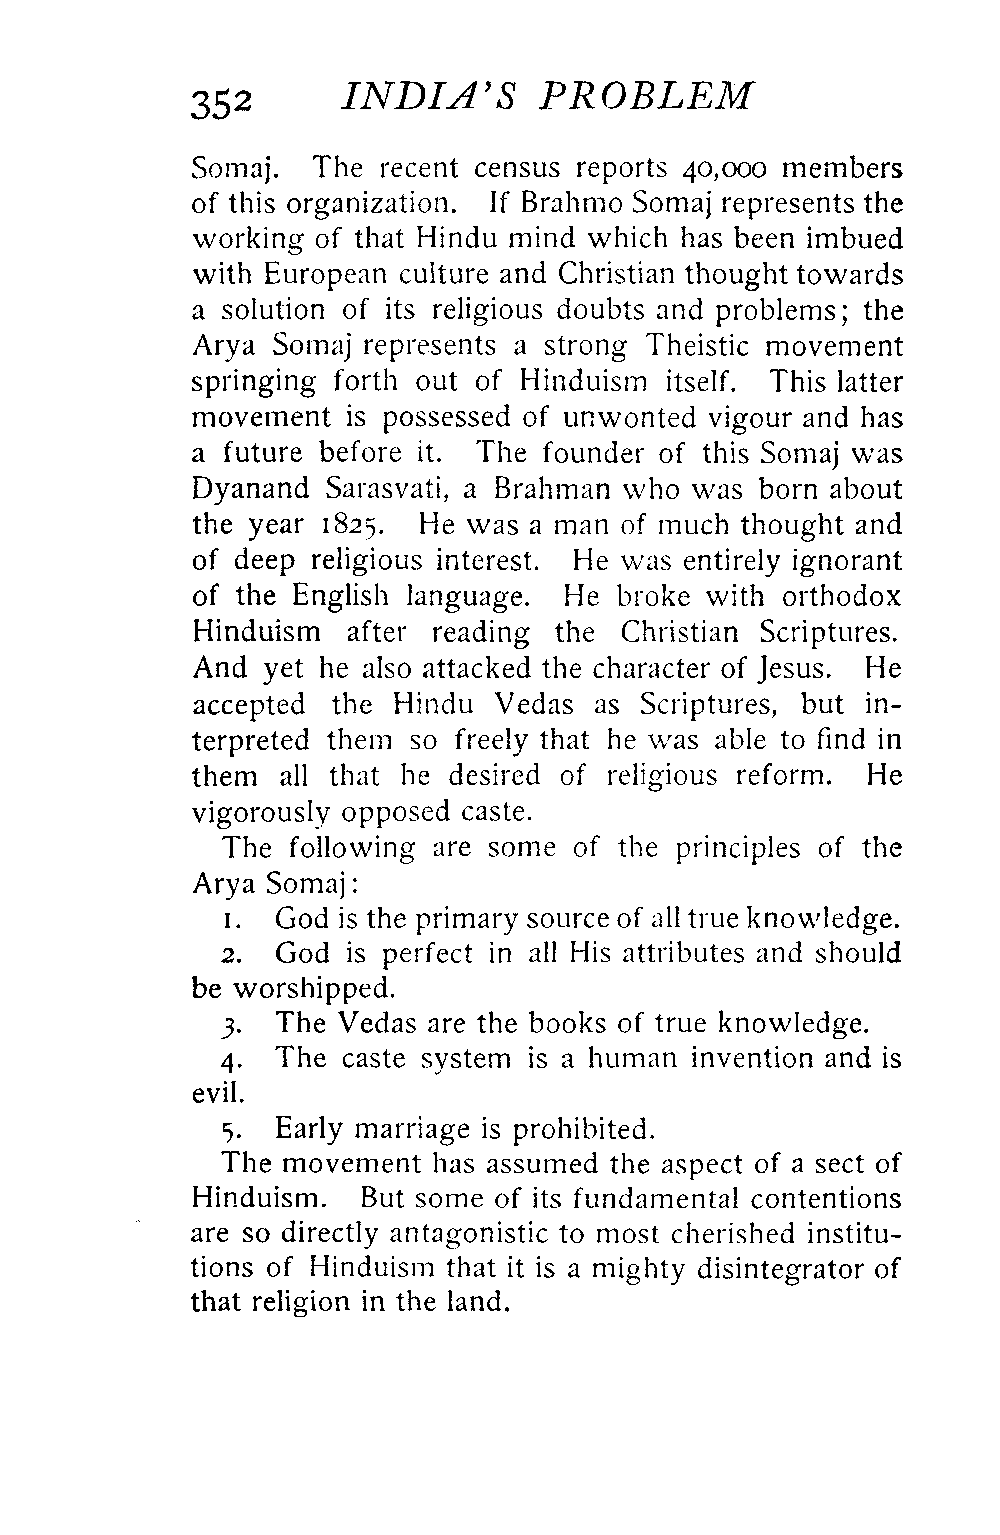 352 INDIA'S PROBLEM
Somaj. The recent census reports 40,000 members
of this organization. If Brahmo Somaj represents the
working of that Hindu mind which has been imbued
with European culture and Christian thought towards
a solution of its religious doubts and problems; the
Arya Somaj represents a strong Theistic movement
springing forth out of Hinduism itself. This latter
movement is possessed of unwonted vigour and has
a future before it. The founder of this Somaj was
Dyanand Sarasvati, a Brahman who was born about
the year 1825. He was a man of much thought and
of deep religious interest. He was entirely ignorant
of the English language. He broke with orthodox
Hinduism after reading the Christian Scriptures.
And yet he also attacked the character of Jesus. He
accepted the Hindu Vedas as Scriptures, but in-
terpreted them so freely that he was able to find in
them all that he desired of religious reform. He
vigorously opposed caste.
The following are some of the principles of the
Arya Somaj:
1. God is the primary source of all true knowledge.
2. God is perfect in all His attributes and should
be worshipped.
3. The Vedas are the books of true knowledge.
4. The caste system is a human invention and is
evil.
5. Early marriage is prohibited.
The movement has assumed the aspect of a sect of
Hinduism. But some of its fundamental contentions
are so directly antagonistic to most cherished institu-
tions of Hinduism that it is a mighty disintegrator of
that religion in the land.